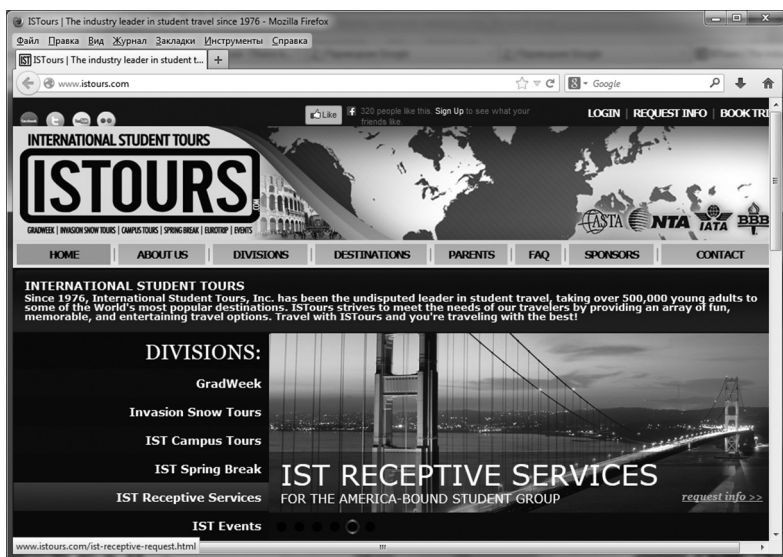 ISTours | The industry leader in student travel since 1976 - Mozilla Firefox
Файл Правка Вид Журнал Закладки Инструменты Справка
IST ISTours | The industry leader in student t... +
www.istours.com
Google
Like 320 people like this. Sign Up to see what your
friends like.
LOGIN | REQUEST INFO | BOOK TRI
INTERNATIONAL STUDENT TOURS
ISTOURS.COM
GRADWEEK | INVASION SNOW TOURS | CAMPUS TOURS | SPRING BREAK | EUROTRIP | EVENTS
ASTA NTA IATA BBB
HOME | ABOUT US | DIVISIONS | DESTINATIONS | PARENTS | FAQ | SPONSORS | CONTACT
INTERNATIONAL STUDENT TOURS
Since 1976, International Student Tours, Inc. has been the undisputed leader in student travel, taking over 500,000 young adults to
some of the World's most popular destinations. ISTours strives to meet the needs of our travelers by providing an array of fun,
memorable, and entertaining travel options. Travel with ISTours and you're traveling with the best!
DIVISIONS:
GradWeek
Invasion Snow Tours
IST Campus Tours
IST Spring Break
IST Receptive Services
IST Events
IST RECEPTIVE SERVICES
FOR THE AMERICA-BOUND STUDENT GROUP
request info >>
www.istours.com/ist-receptive-request.html